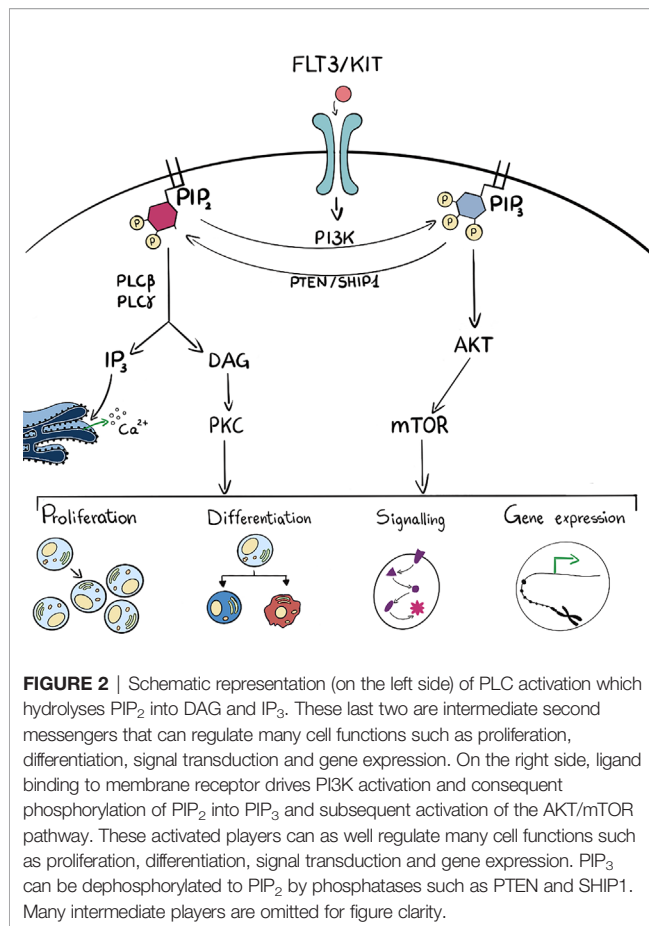 FLT3/KIT
PIP₂
P
P
PIP₃
P
P
P
PI3K
PTEN/SHIP1
PLCβ
PLCγ
IP₃
DAG
AKT
Ca²⁺
PKC
mTOR
Proliferation
Differentiation
Signalling
Gene expression
FIGURE 2 | Schematic representation (on the left side) of PLC activation which
hydrolyses PIP₂ into DAG and IP₃. These last two are intermediate second
messengers that can regulate many cell functions such as proliferation,
differentiation, signal transduction and gene expression. On the right side, ligand
binding to membrane receptor drives PI3K activation and consequent
phosphorylation of PIP₂ into PIP₃ and subsequent activation of the AKT/mTOR
pathway. These activated players can as well regulate many cell functions such
as proliferation, differentiation, signal transduction and gene expression. PIP₃
can be dephosphorylated to PIP₂ by phosphatases such as PTEN and SHIP1.
Many intermediate players are omitted for figure clarity.